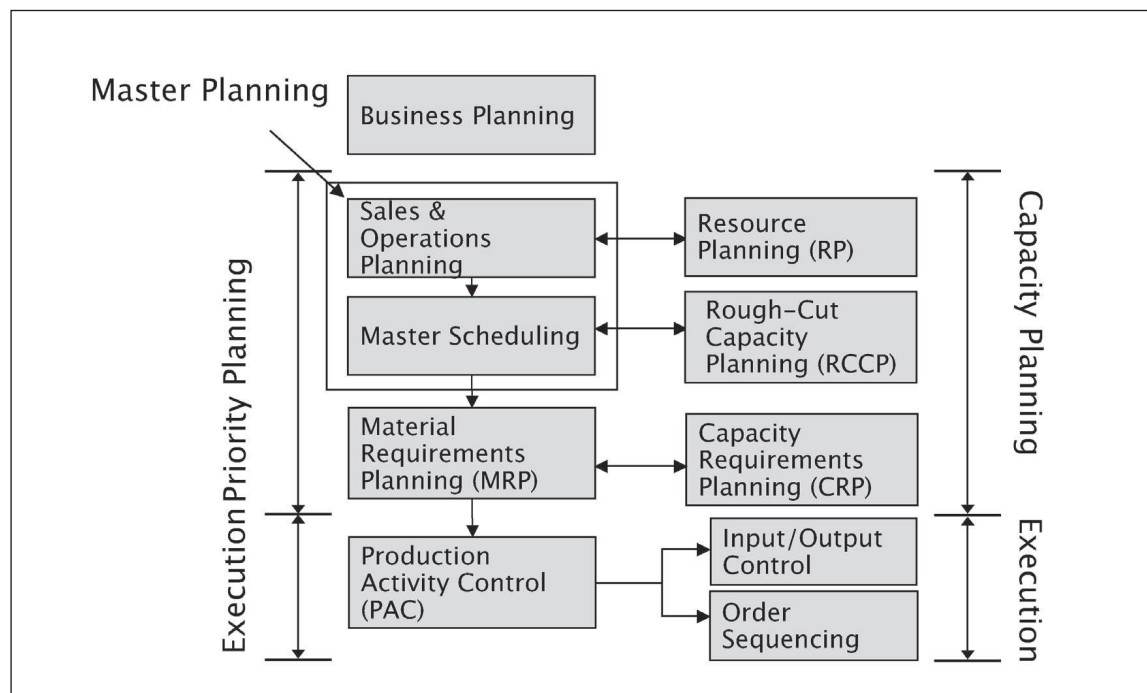 Master Planning
Business Planning
Sales &
Operations
Planning
Resource
Planning (RP)
Master Scheduling
Rough-Cut
Capacity
Planning (RCCP)
Material
Requirements
Planning (MRP)
Capacity
Requirements
Planning (CRP)
Production
Activity Control
(PAC)
Input/Output
Control
Order
Sequencing
Priority Planning
Execution
Capacity Planning
Execution